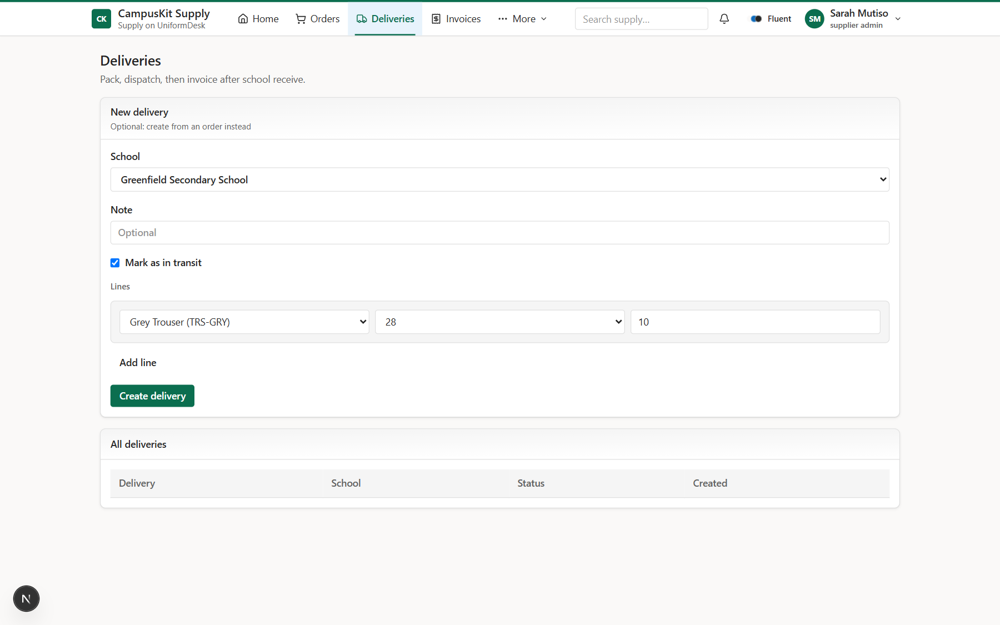 CK
CampusKit Supply
Supply on UniformDesk
Home
Orders
Deliveries
Invoices
More
Search supply...
Fluent
SM
Sarah Mutiso
supplier admin
Deliveries
Pack, dispatch, then invoice after school receive.
New delivery
Optional: create from an order instead
School
Greenfield Secondary School
Note
Optional
Mark as in transit
Lines
Grey Trouser (TRS-GRY)
28
10
Add line
Create delivery
All deliveries
Delivery
School
Status
Created
N